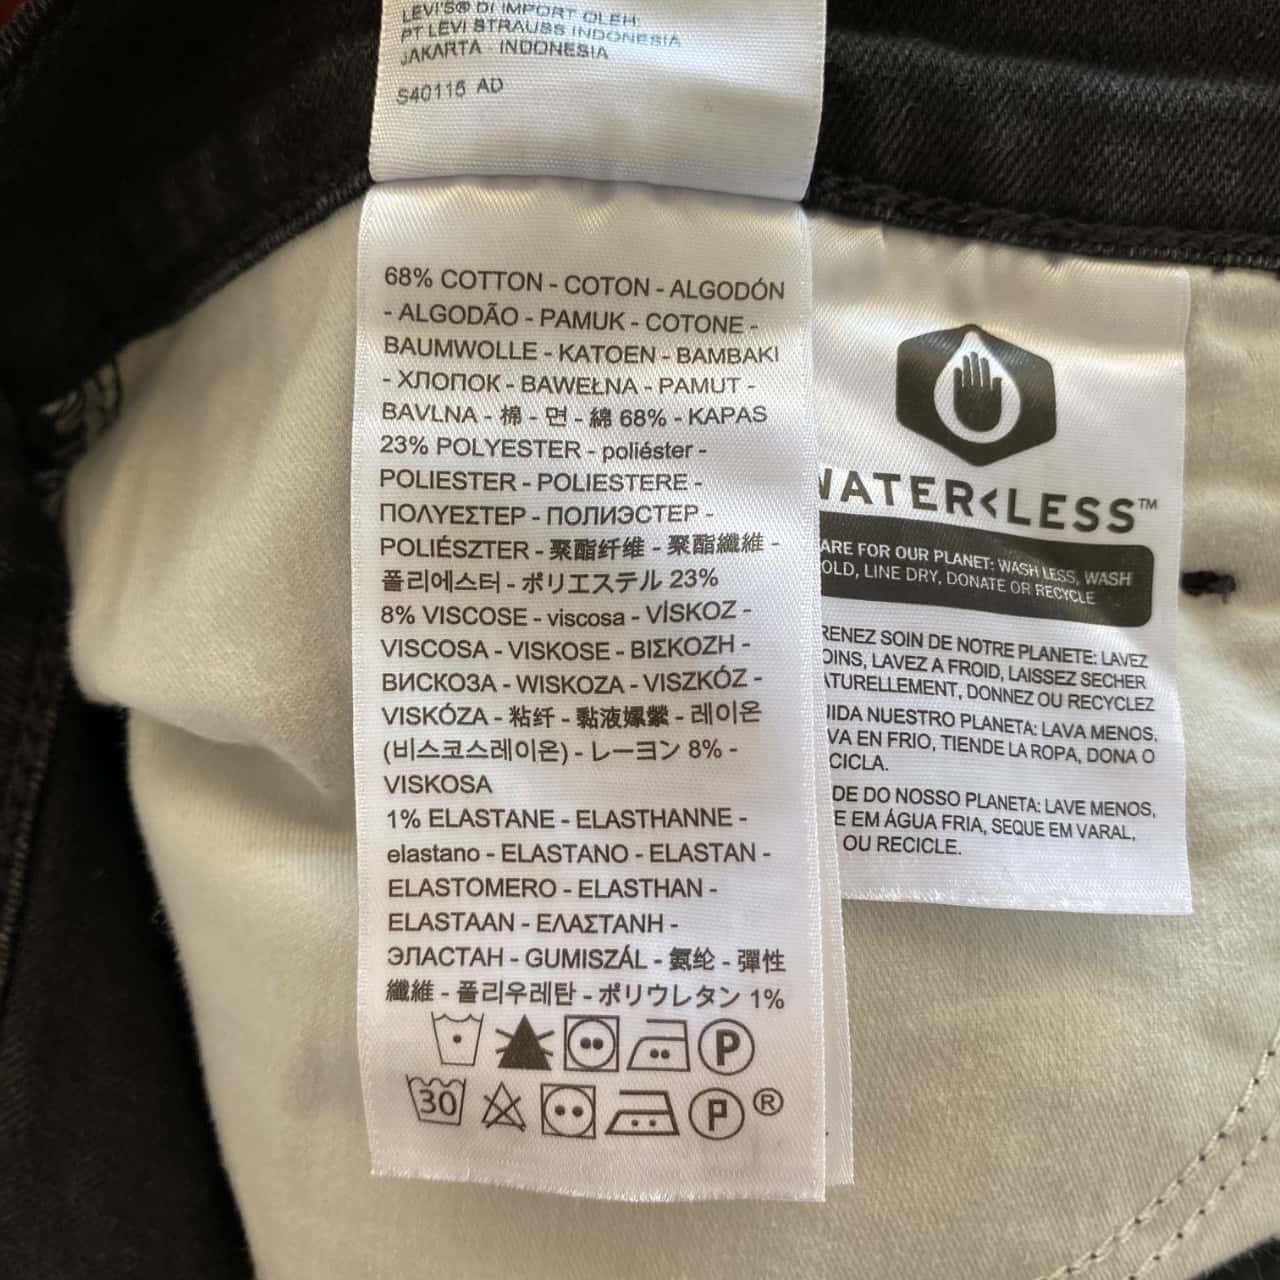 LEVI'S® DI IMPORT OLEH:
PT LEVI STRAUSS INDONESIA
JAKARTA INDONESIA
S40115 AD
68% COTTON - COTON - ALGODÓN
- ALGODÃO - PAMUK - COTONE -
BAUMWOLLE - KATOEN - BAMBAKI
- ХЛОПОК - BAWEŁNA - PAMUT -
BAVLNA - 棉 - 면 - 綿 68% - KAPAS
23% POLYESTER - poliéster -
POLIESTER - POLIESTERE -
ΠΟΛΥΕΣΤΕΡ - ПОЛИЭСТЕР -
POLIÉSZTER - 聚酯纤维 - 聚酯纖維 -
폴리에스터 - ポリエステル 23%
8% VISCOSE - viscosa - VİSKOZ -
VISCOSA - VISKOSE - ΒΙΣΚΟΖΗ -
ВИСКОЗА - WISKOZA - VISZKÓZ -
VISKÓZA - 粘纤 - 黏液嫘縈 - 레이온
(비스코스레이온) - レーヨン 8% -
VISKOSA
1% ELASTANE - ELASTHANNE -
elastano - ELASTANO - ELASTAN -
ELASTOMERO - ELASTHAN -
ELASTAAN - ΕΛΑΣΤΑΝΗ -
ЭЛАСТАН - GUMISZÁL - 氨纶 - 彈性
纖維 - 폴리우레탄 - ポリウレタン 1%
P
30 P ®
WATER<LESS™
ARE FOR OUR PLANET: WASH LESS, WASH
OLD, LINE DRY, DONATE OR RECYCLE
RENEZ SOIN DE NOTRE PLANETE: LAVEZ
OINS, LAVEZ A FROID, LAISSEZ SECHER
ATURELLEMENT, DONNEZ OU RECYCLEZ
UIDA NUESTRO PLANETA: LAVA MENOS,
VA EN FRIO, TIENDE LA ROPA, DONA O
CICLA.
DE DO NOSSO PLANETA: LAVE MENOS,
E EM ÁGUA FRIA, SEQUE EM VARAL,
OU RECICLE.